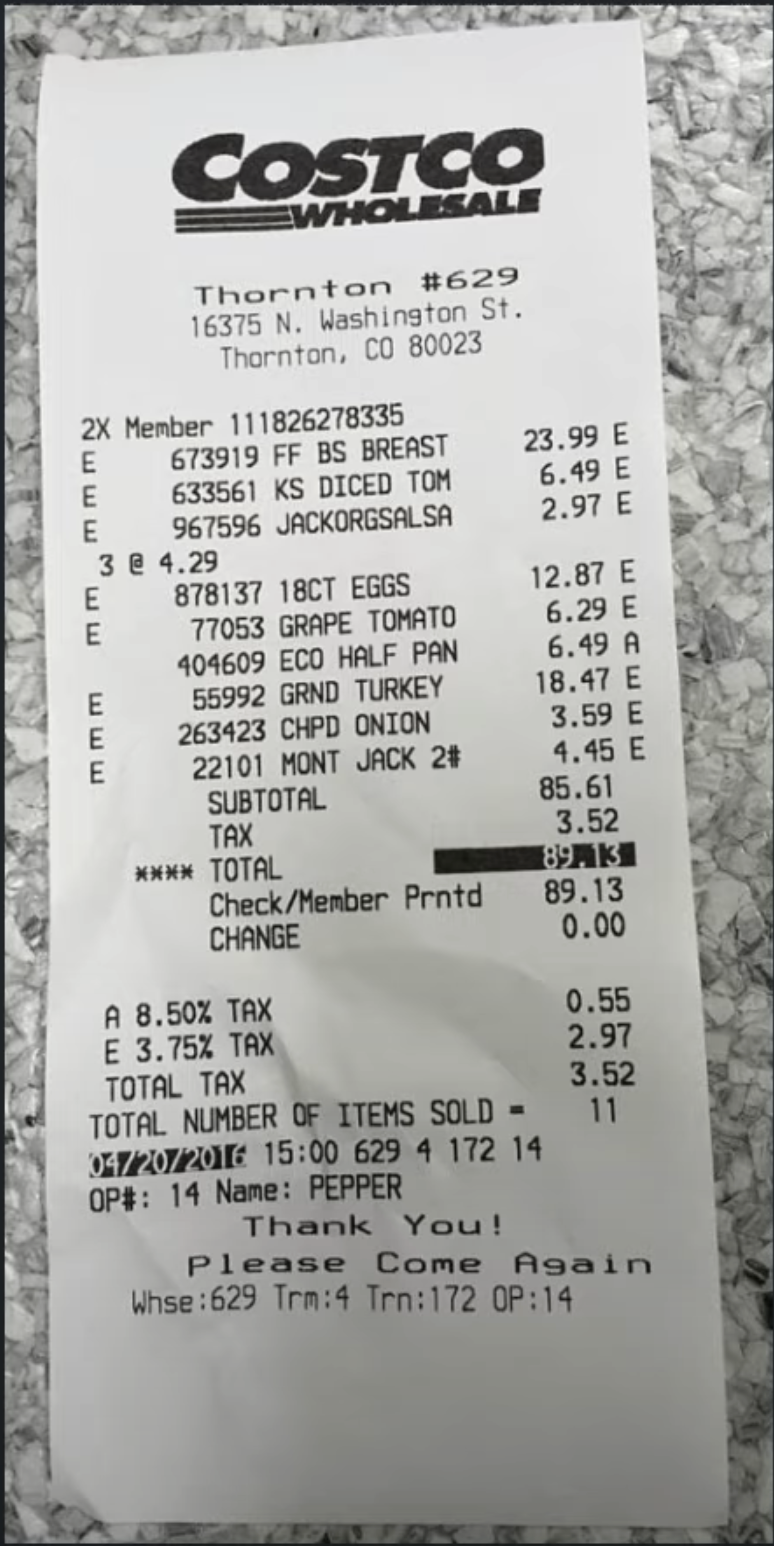 COSTCO
WHOLESALE
Thornton #629
16375 N. Washington St.
Thornton, CO 80023
2X Member 111826278335
E 673919 FF BS BREAST 23.99 E
E 633561 KS DICED TOM 6.49 E
E 967596 JACKORGSALSA 2.97 E
3 @ 4.29
E 878137 18CT EGGS 12.87 E
E 77053 GRAPE TOMATO 6.29 E
404609 ECO HALF PAN 6.49 A
E 55992 GRND TURKEY 18.47 E
E 263423 CHPD ONION 3.59 E
E 22101 MONT JACK 2# 4.45 E
SUBTOTAL 85.61
TAX 3.52
**** TOTAL 89.13
Check/Member Prntd 89.13
CHANGE 0.00
A 8.50% TAX 0.55
E 3.75% TAX 2.97
TOTAL TAX 3.52
TOTAL NUMBER OF ITEMS SOLD = 11
04/20/2016 15:00 629 4 172 14
OP#: 14 Name: PEPPER
Thank You!
Please Come Again
Whse:629 Trm:4 Trn:172 OP:14